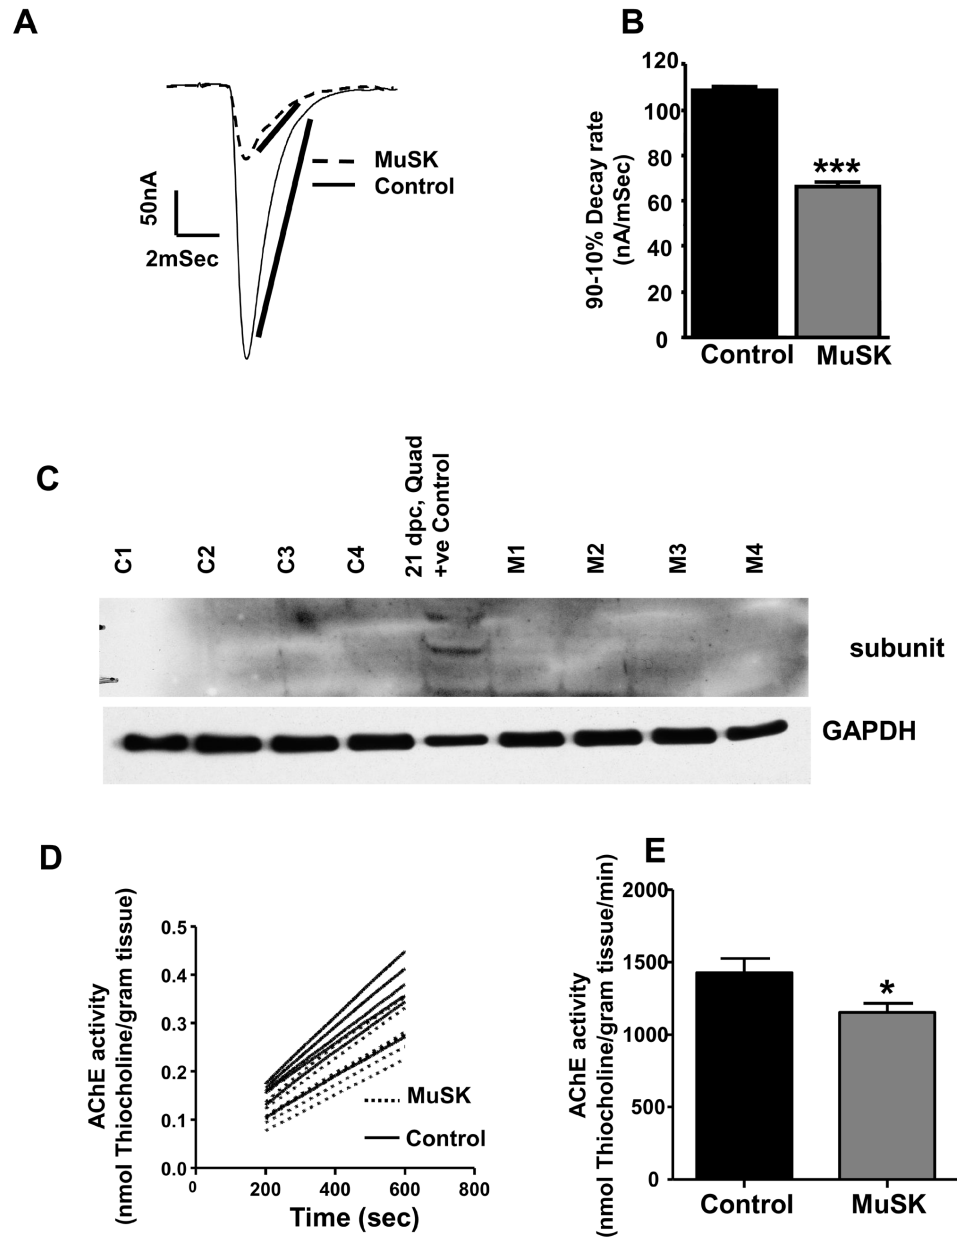 A
MuSK
Control
50nA
2mSec
B
90-10% Decay rate
(nA/mSec)
120
100
80
60
40
20
0
***
Control
MuSK
C
C1
C2
C3
C4
21 dpc, Quad
+ve Control
M1
M2
M3
M4
subunit
GAPDH
D
AChE activity
(nmol Thiocholine/gram tissue)
0.5
0.4
0.3
0.2
0.1
0.0
MuSK
Control
0 200 400 600 800
Time (sec)
E
AChE activity
(nmol Thiocholine/gram tissue/min)
2000
1500
1000
500
0
*
Control
MuSK